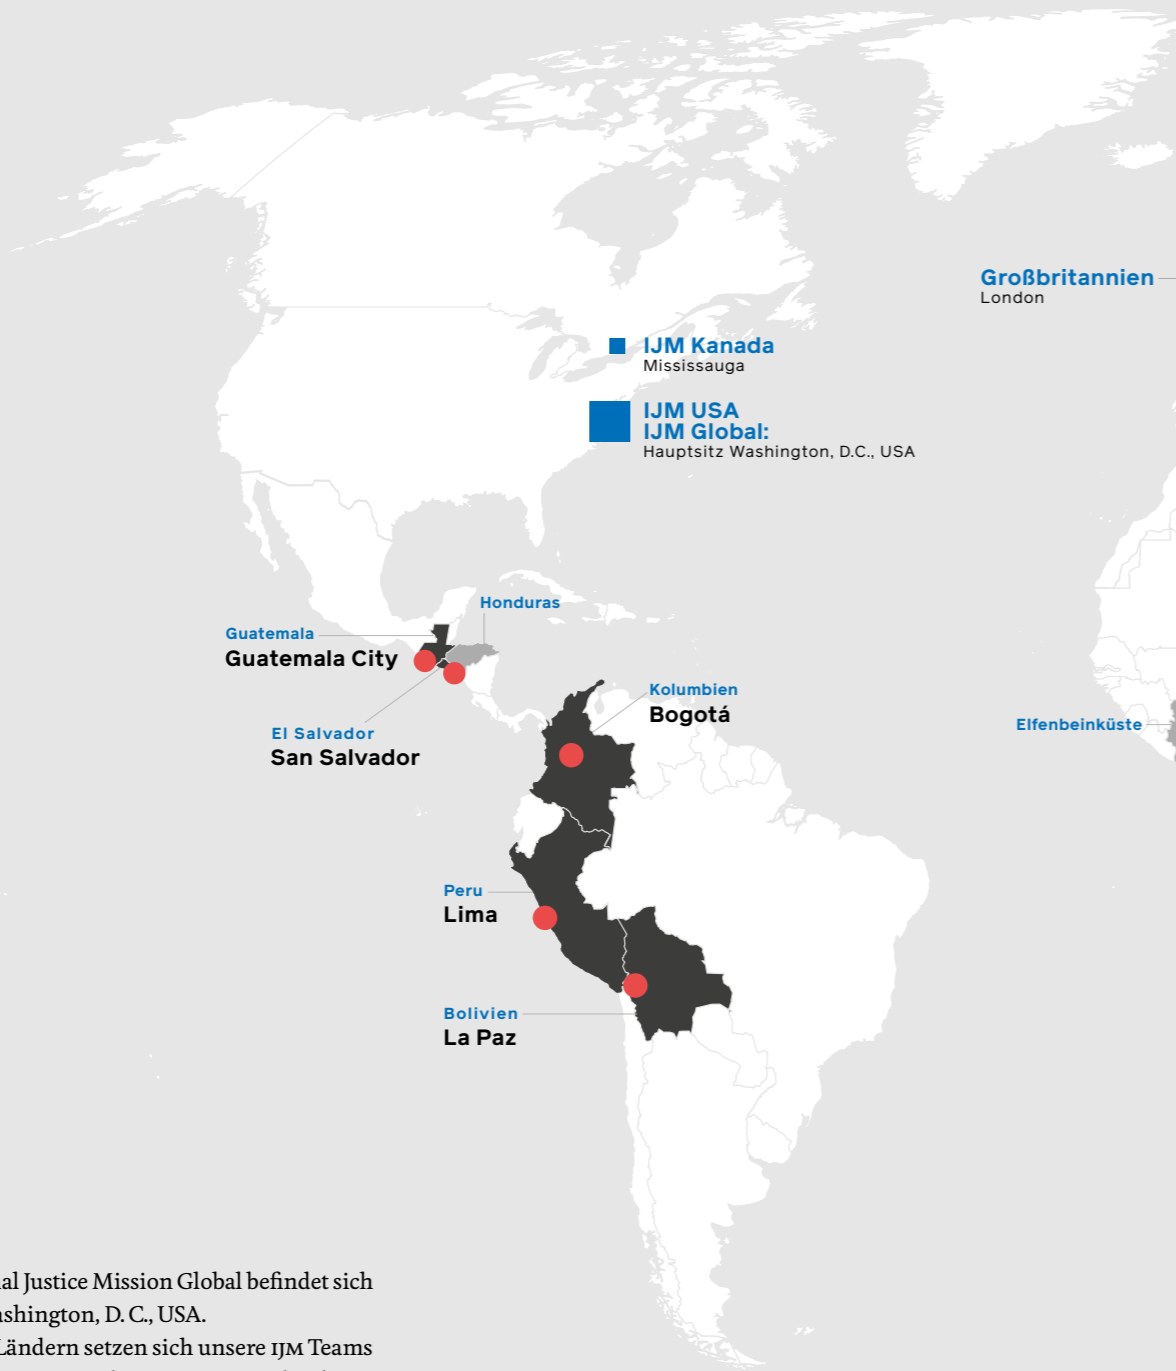 Großbritannien
London
IJM Kanada
Mississauga
IJM USA
IJM Global:
Hauptsitz Washington, D.C., USA
Honduras
Guatemala
Guatemala City
Kolumbien
Bogotá
Elfenbeinküste
El Salvador
San Salvador
Peru
Lima
Bolivien
La Paz
Justice Mission Global befindet sich
D. C., USA.
Ländern setzen sich unsere IJM Teams